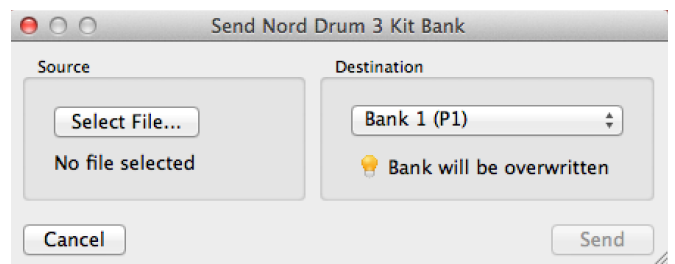 Send Nord Drum 3 Kit Bank
Source
Destination
Select File...
Bank 1 (P1)
No file selected
Bank will be overwritten
Cancel
Send